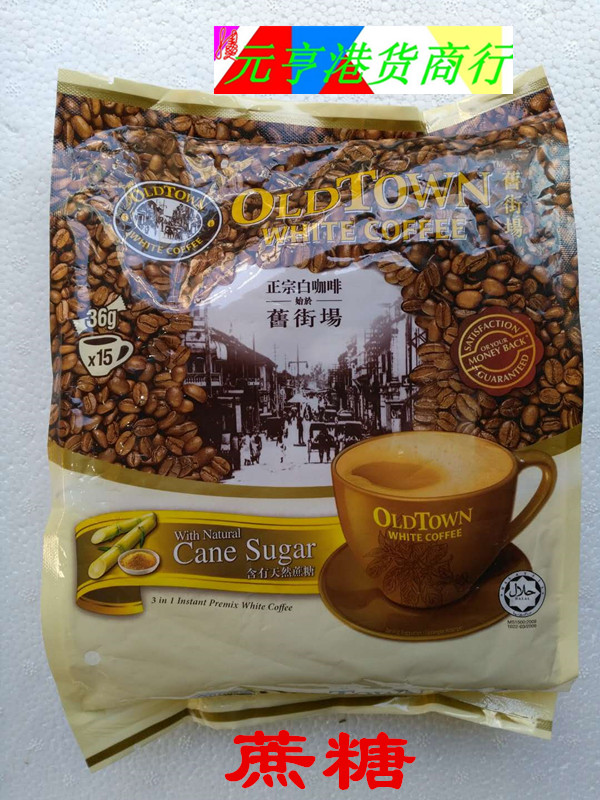 元亨港货商行
OLDTOWN
WHITE COFFEE
OLDTOWN
WHITE COFFEE
舊街場
正宗白咖啡
始於
舊街場
36g
x15
SATISFACTION
OR YOUR
MONEY BACK
GUARANTEED
OLDTOWN
WHITE COFFEE
With Natural
Cane Sugar
含有天然蔗糖
3 in 1 Instant Premix White Coffee
حلال
HALAL
蔗糖